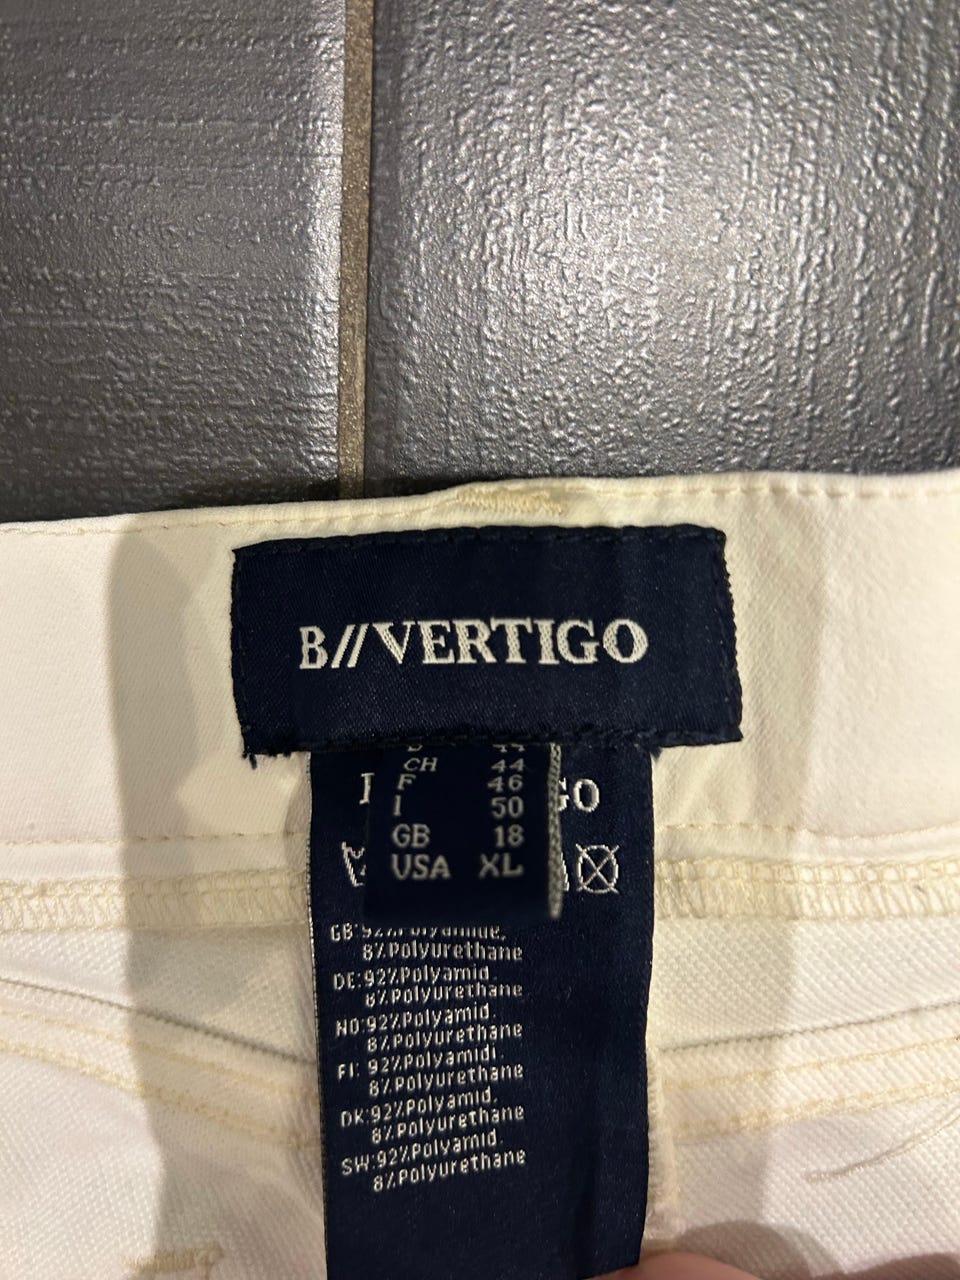 B//VERTIGO
44
CH 44
F 46
I 50
GB 18
USA XL
GO
GB: 92% Polyamide,
8%Polyurethane
DE:92%Polyamid.
8%Polyurethane
NO:92%Polyamid.
8%Polyurethane
FI: 92%Polyamidi.
8%Polyurethane
DK:92%Polyamid.
8%Polyurethane
SW:92%Polyamid.
8%Polyurethane